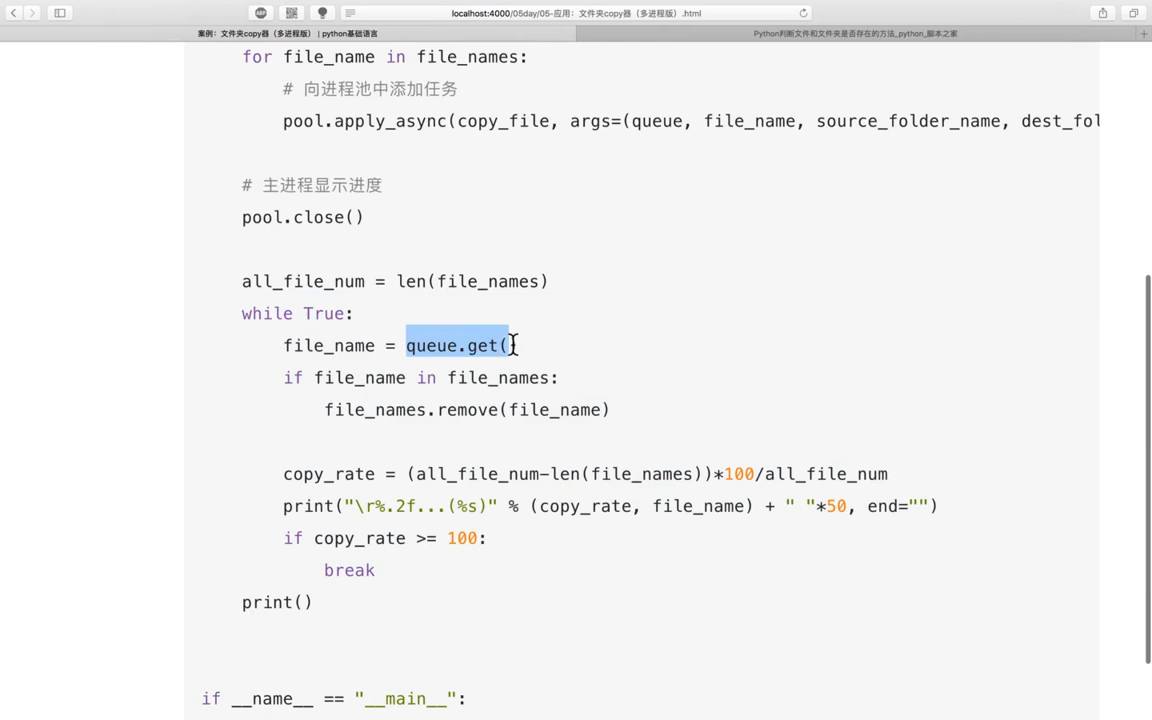 localhost:4000/05day/05-应用：文件夹copy器（多进程版）.html
案例：文件夹copy器（多进程版） | python基础语言
Python判断文件和文件夹是否存在的方法_python_脚本之家
for file_name in file_names:
# 向进程池中添加任务
pool.apply_async(copy_file, args=(queue, file_name, source_folder_name, dest_fol
# 主进程显示进度
pool.close()
all_file_num = len(file_names)
while True:
file_name = queue.get(
if file_name in file_names:
file_names.remove(file_name)
copy_rate = (all_file_num-len(file_names))*100/all_file_num
print("\r%.2f...(%s)" % (copy_rate, file_name) + " "*50, end="")
if copy_rate >= 100:
break
print()
if __name__ == "__main__":